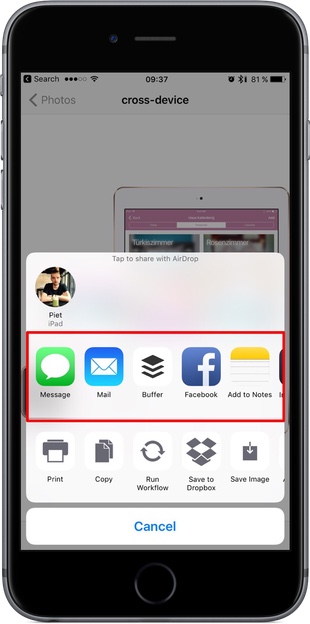 Search 09:37 81 %
Photos cross-device
Türkiszimmer Rosenzimmer
Tap to share with AirDrop
Piet
iPad
Message Mail Buffer Facebook Add to Notes
Print Copy Run Workflow Save to Dropbox Save Image
Cancel